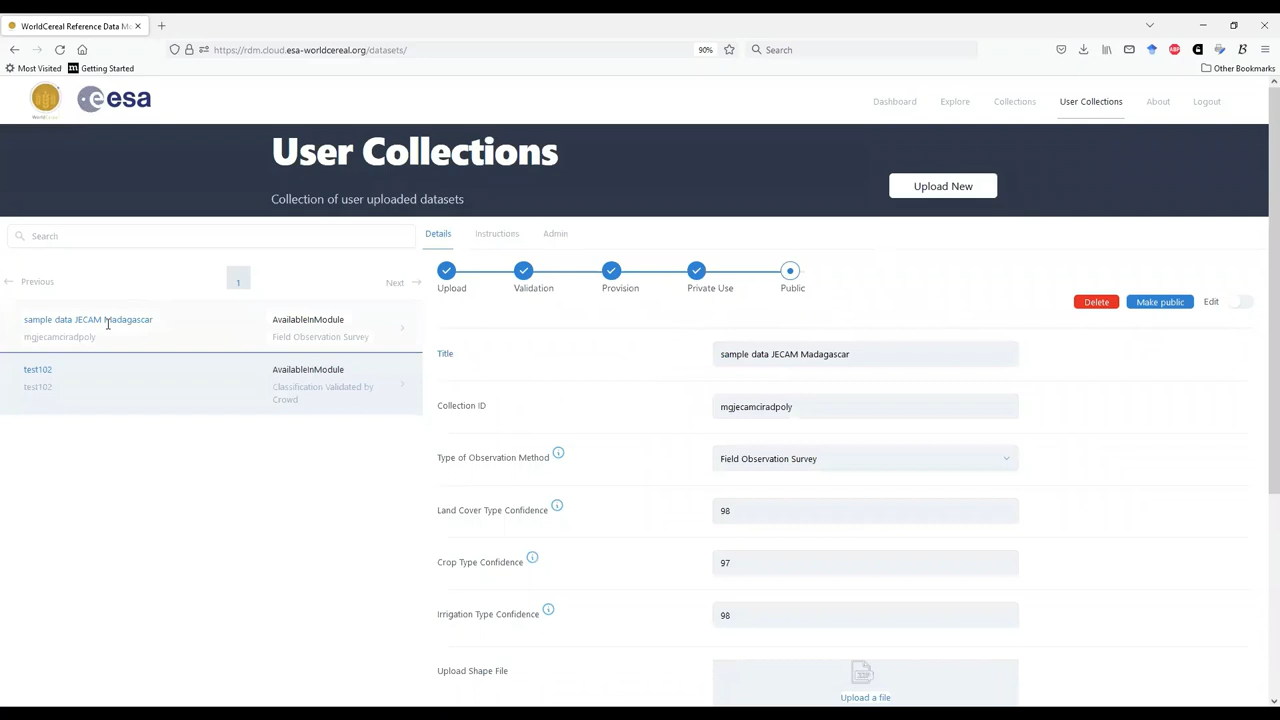 WorldCereal Reference Data Mo
https://rdm.cloud.esa-worldcereal.org/datasets/
90%
Search
Most Visited
Getting Started
Other Bookmarks
esa
Dashboard
Explore
Collections
User Collections
About
Logout
User Collections
Collection of user uploaded datasets
Upload New
Search
Details
Instructions
Admin
Previous
1
Next
Upload
Validation
Provision
Private Use
Public
Delete
Make public
Edit
sample data JECAM Madagascar
AvailableInModule
mgjecamciradpoly
Field Observation Survey
test102
AvailableInModule
test102
Classification Validated by
Crowd
Title
sample data JECAM Madagascar
Collection ID
mgjecamciradpoly
Type of Observation Method
Field Observation Survey
Land Cover Type Confidence
98
Crop Type Confidence
97
Irrigation Type Confidence
98
Upload Shape File
Upload a file